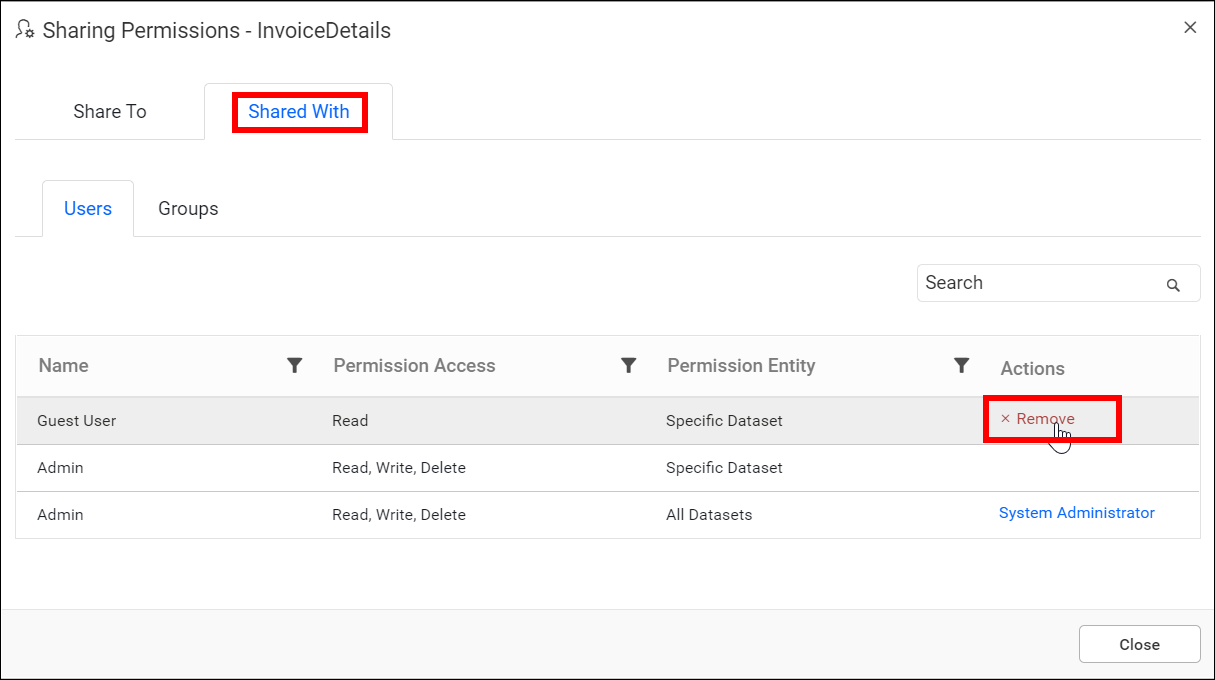 Sharing Permissions - InvoiceDetails
Share To Shared With
Users Groups
Search
Name Permission Access Permission Entity Actions
Guest User Read Specific Dataset × Remove
Admin Read, Write, Delete Specific Dataset
Admin Read, Write, Delete All Datasets System Administrator
Close